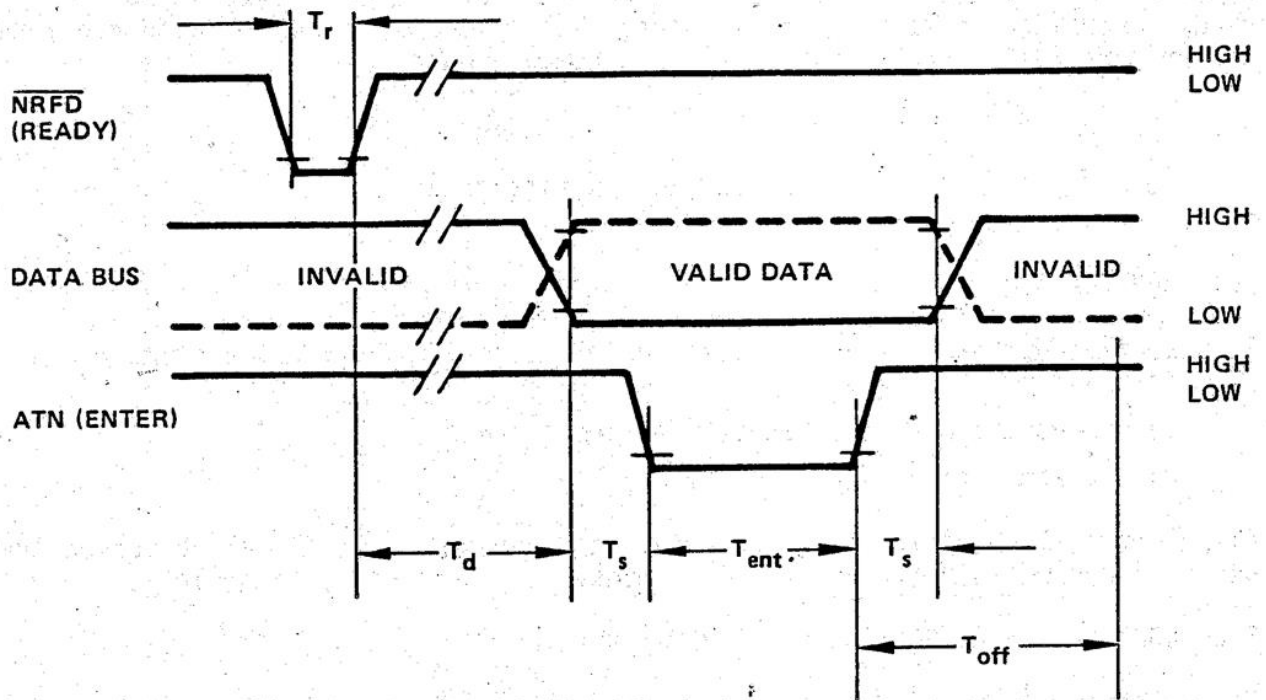 T_r
HIGH
LOW
N̅R̅F̅D̅
(READY)
HIGH
DATA BUS INVALID VALID DATA INVALID
LOW
HIGH
LOW
ATN (ENTER)
T_d T_s T_ent. T_s
T_off